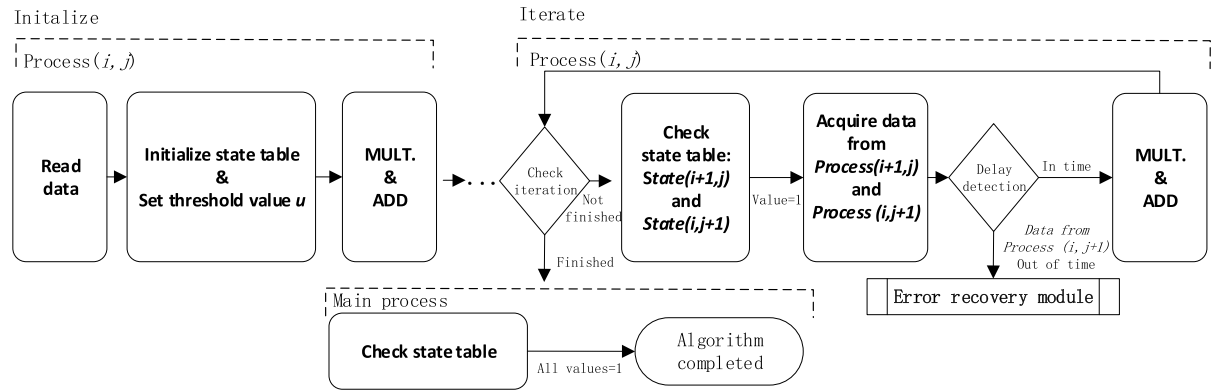 Initalize
Process(i, j)
Read
data
Initialize state table
&
Set threshold value u
MULT.
&
ADD
...
Iterate
Process(i, j)
Check
iteration
Not
finished
Finished
Check
state table:
State(i+1,j)
and
State(i,j+1)
Value=1
Acquire data
from
Process(i+1,j)
and
Process (i,j+1)
Delay
detection
In time
MULT.
&
ADD
Data from
Process (i,j+1)
Out of time
Error recovery module
Main process
Check state table
All values=1
Algorithm
completed